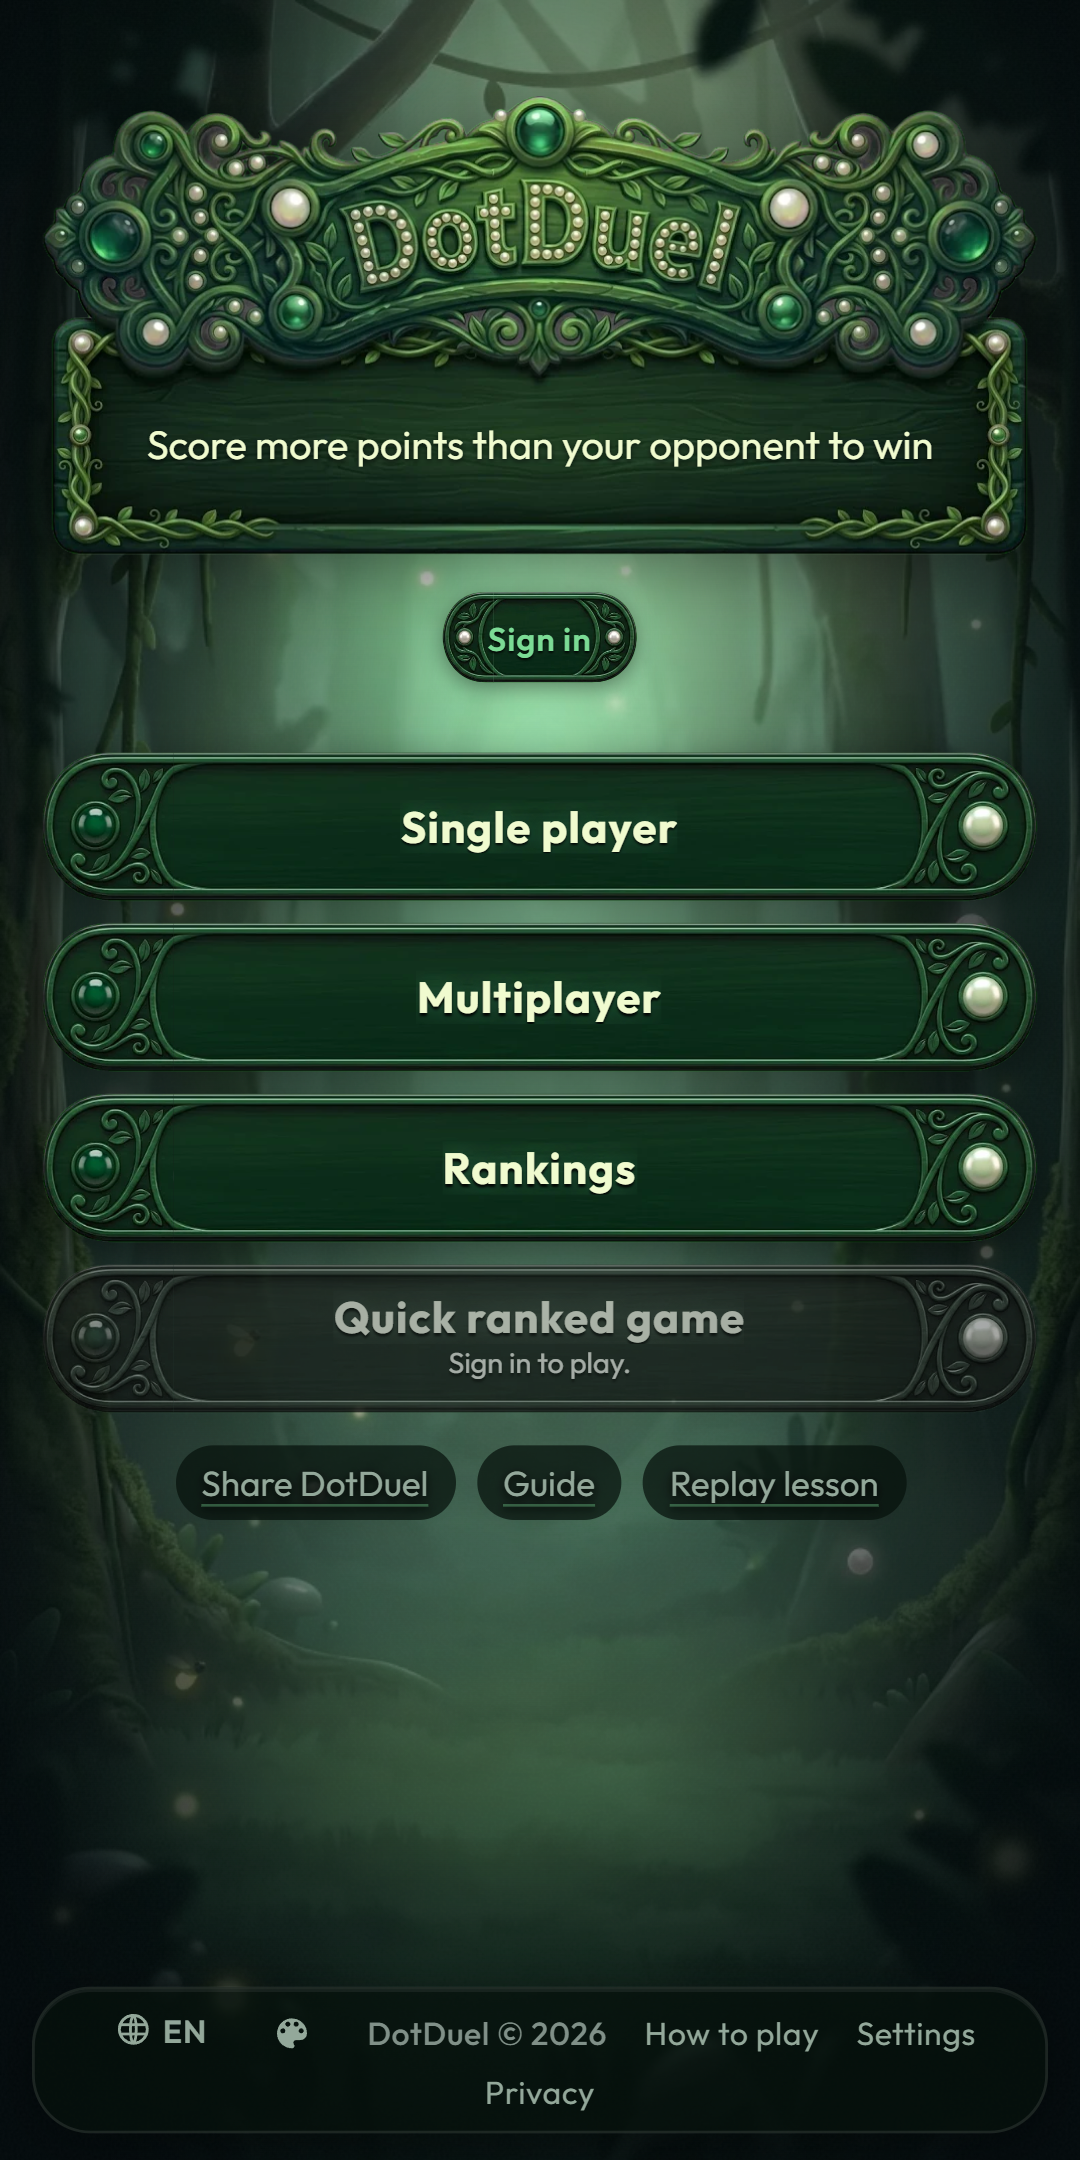 DotDuel
Score more points than your opponent to win
Sign in
Single player
Multiplayer
Rankings
Quick ranked game
Sign in to play.
Share DotDuel Guide Replay lesson
EN DotDuel © 2026 How to play Settings
Privacy